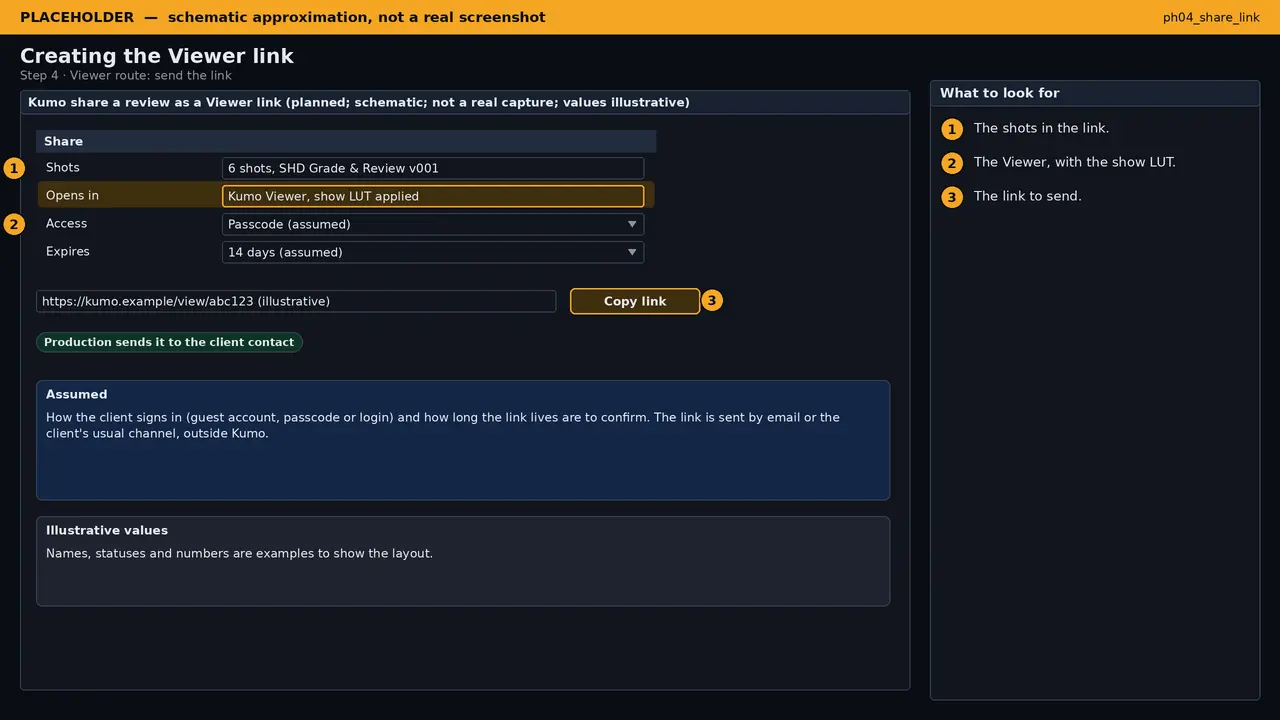 PLACEHOLDER — schematic approximation, not a real screenshot
ph04_share_link
Creating the Viewer link
Step 4 · Viewer route: send the link
Kumo share a review as a Viewer link (planned; schematic; not a real capture; values illustrative)
Share
1 Shots 6 shots, SHD Grade & Review v001
Opens in Kumo Viewer, show LUT applied
2 Access Passcode (assumed)
Expires 14 days (assumed)
https://kumo.example/view/abc123 (illustrative) Copy link 3
Production sends it to the client contact
Assumed
How the client signs in (guest account, passcode or login) and how long the link lives are to confirm. The link is sent by email or the
client's usual channel, outside Kumo.
Illustrative values
Names, statuses and numbers are examples to show the layout.
What to look for
1 The shots in the link.
2 The Viewer, with the show LUT.
3 The link to send.